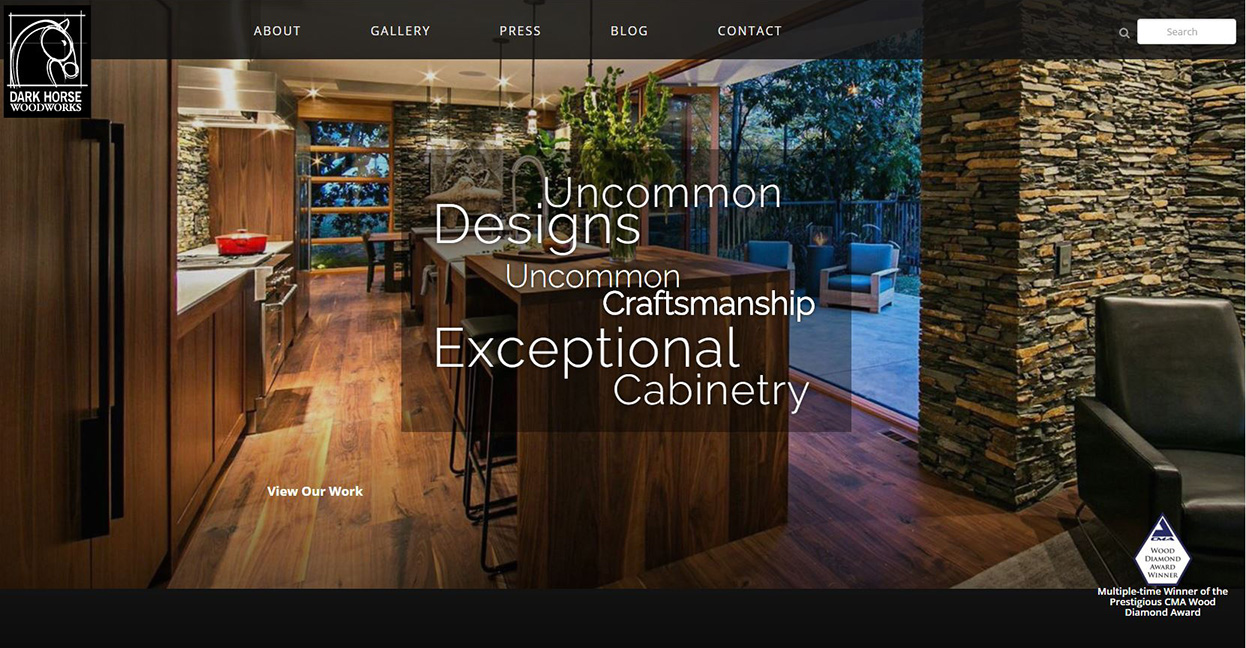 ABOUT GALLERY PRESS BLOG CONTACT Search
DARK HORSE
WOODWORKS
Uncommon
Designs
Uncommon
Craftsmanship
Exceptional
Cabinetry
View Our Work
CMA
WOOD
DIAMOND
AWARD
WINNER
Multiple-time Winner of the
Prestigious CMA Wood
Diamond Award